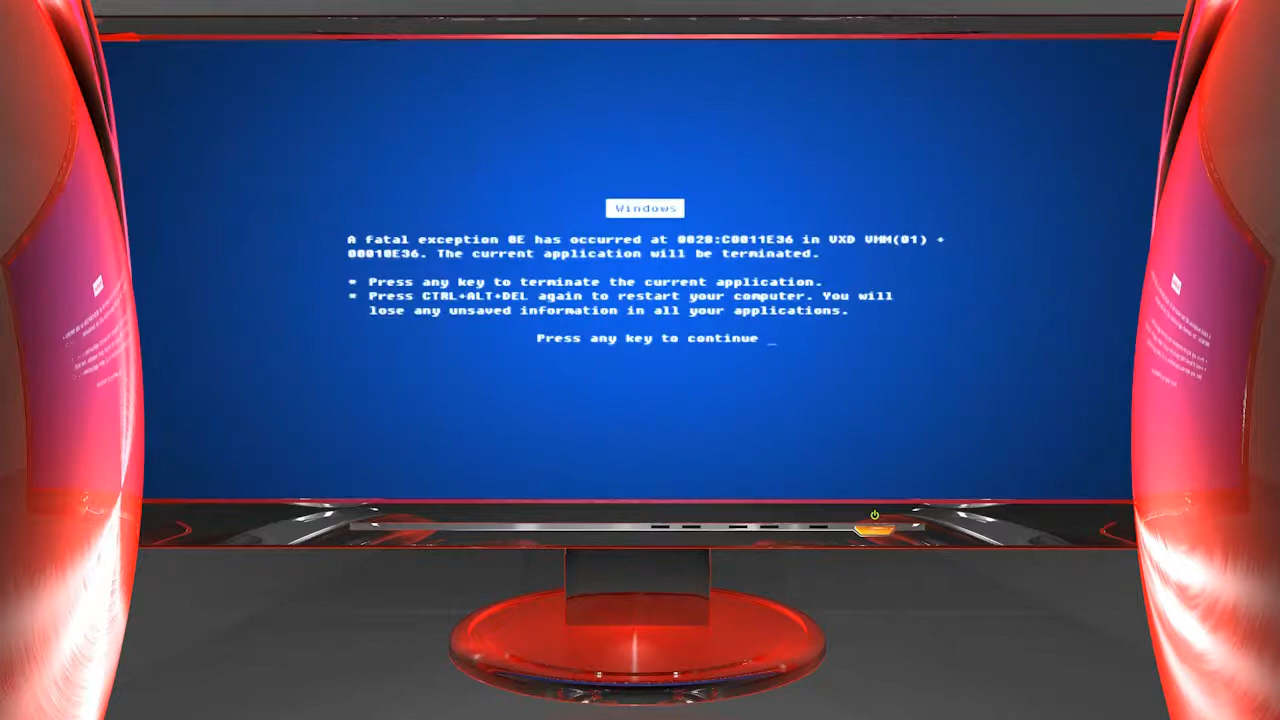 Windows
A fatal exception 0E has occurred at 0028:C0011E36 in VXD VMM(01) +
00010E36. The current application will be terminated.
* Press any key to terminate the current application.
* Press CTRL+ALT+DEL again to restart your computer. You will
lose any unsaved information in all your applications.
Press any key to continue _